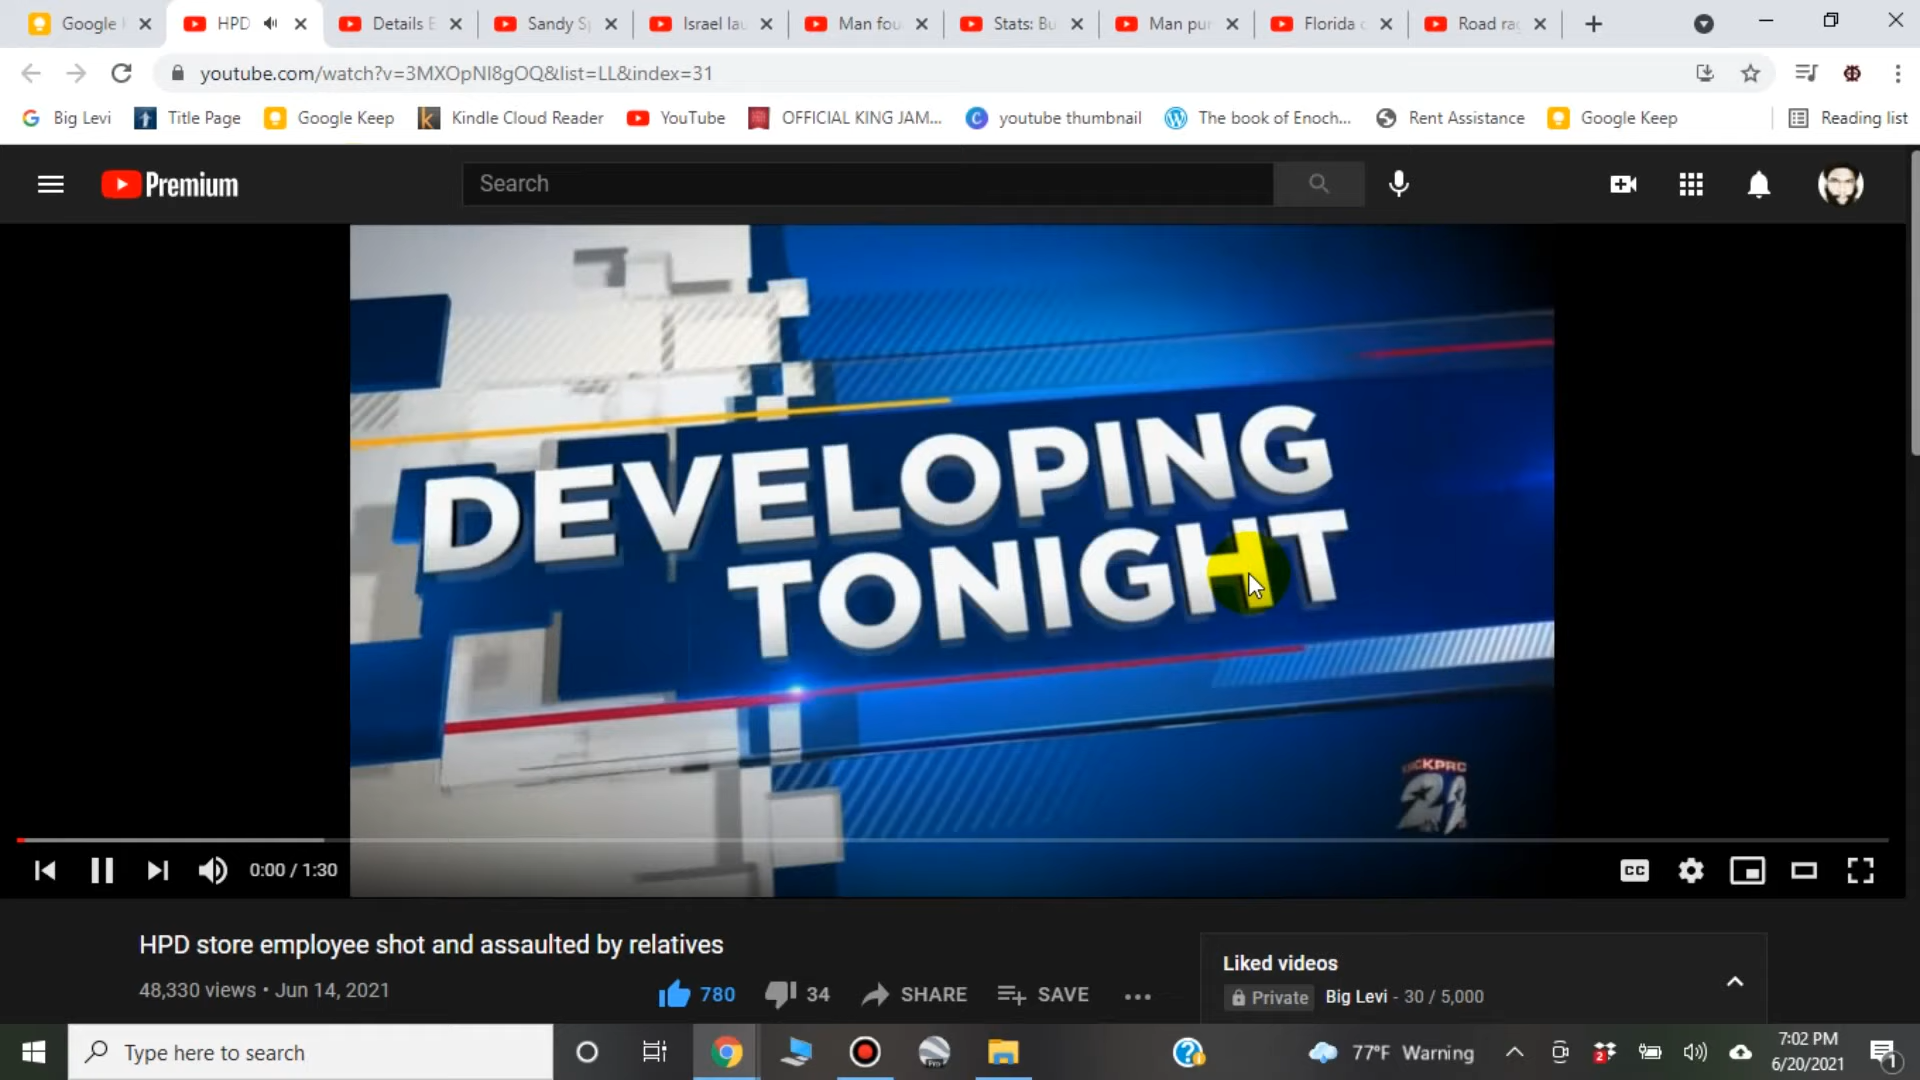 Google
HPD
Details E
Sandy S
Israel la
Man fou
Stats: Bu
Man pu
Florida
Road ra
youtube.com/watch?v=3MXOpNI8gOQ&list=LL&index=31
Big Levi
Title Page
Google Keep
Kindle Cloud Reader
YouTube
OFFICIAL KING JAM...
youtube thumbnail
The book of Enoch...
Rent Assistance
Google Keep
Reading list
Premium
Search
DEVELOPING
TONIGHT
KPRC
2
0:00 / 1:30
CC
HPD store employee shot and assaulted by relatives
48,330 views • Jun 14, 2021
780
34
SHARE
SAVE
Liked videos
Private Big Levi - 30 / 5,000
Type here to search
77°F Warning
2
7:02 PM
6/20/2021
1